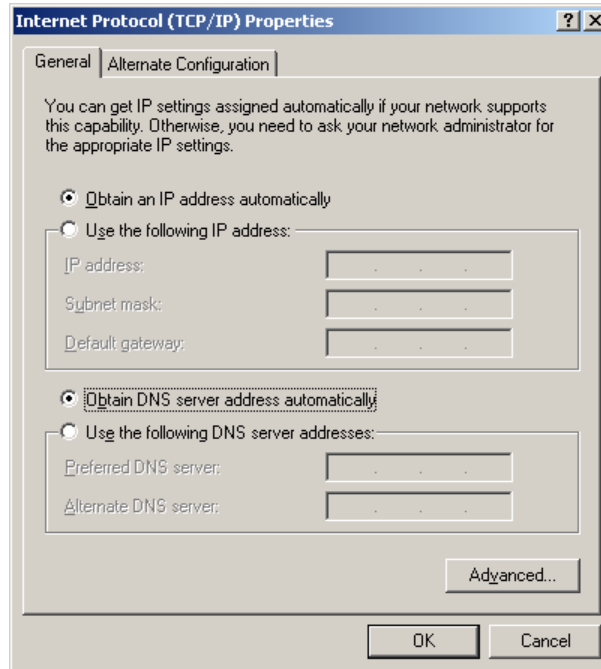 Internet Protocol (TCP/IP) Properties
General
Alternate Configuration
You can get IP settings assigned automatically if your network supports
this capability. Otherwise, you need to ask your network administrator for
the appropriate IP settings.
Obtain an IP address automatically
Use the following IP address:
IP address:
Subnet mask:
Default gateway:
Obtain DNS server address automatically
Use the following DNS server addresses:
Preferred DNS server:
Alternate DNS server:
Advanced...
OK
Cancel